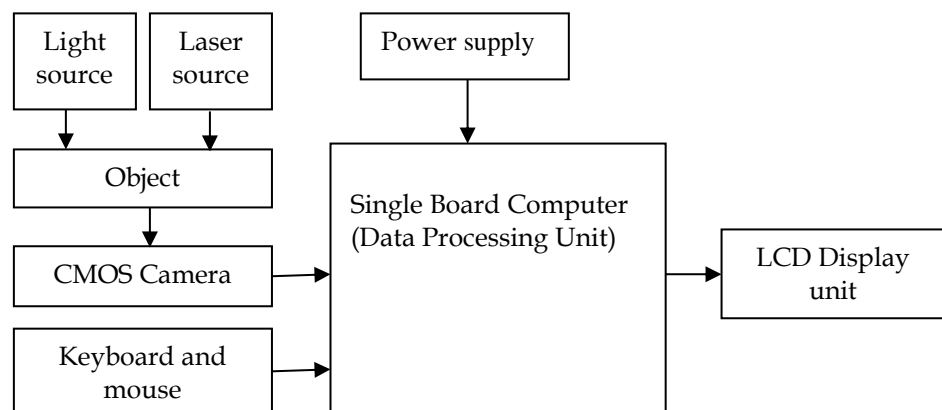 Light
source
Laser
source
Power supply
Object
Single Board Computer
(Data Processing Unit)
CMOS Camera
LCD Display
unit
Keyboard and
mouse